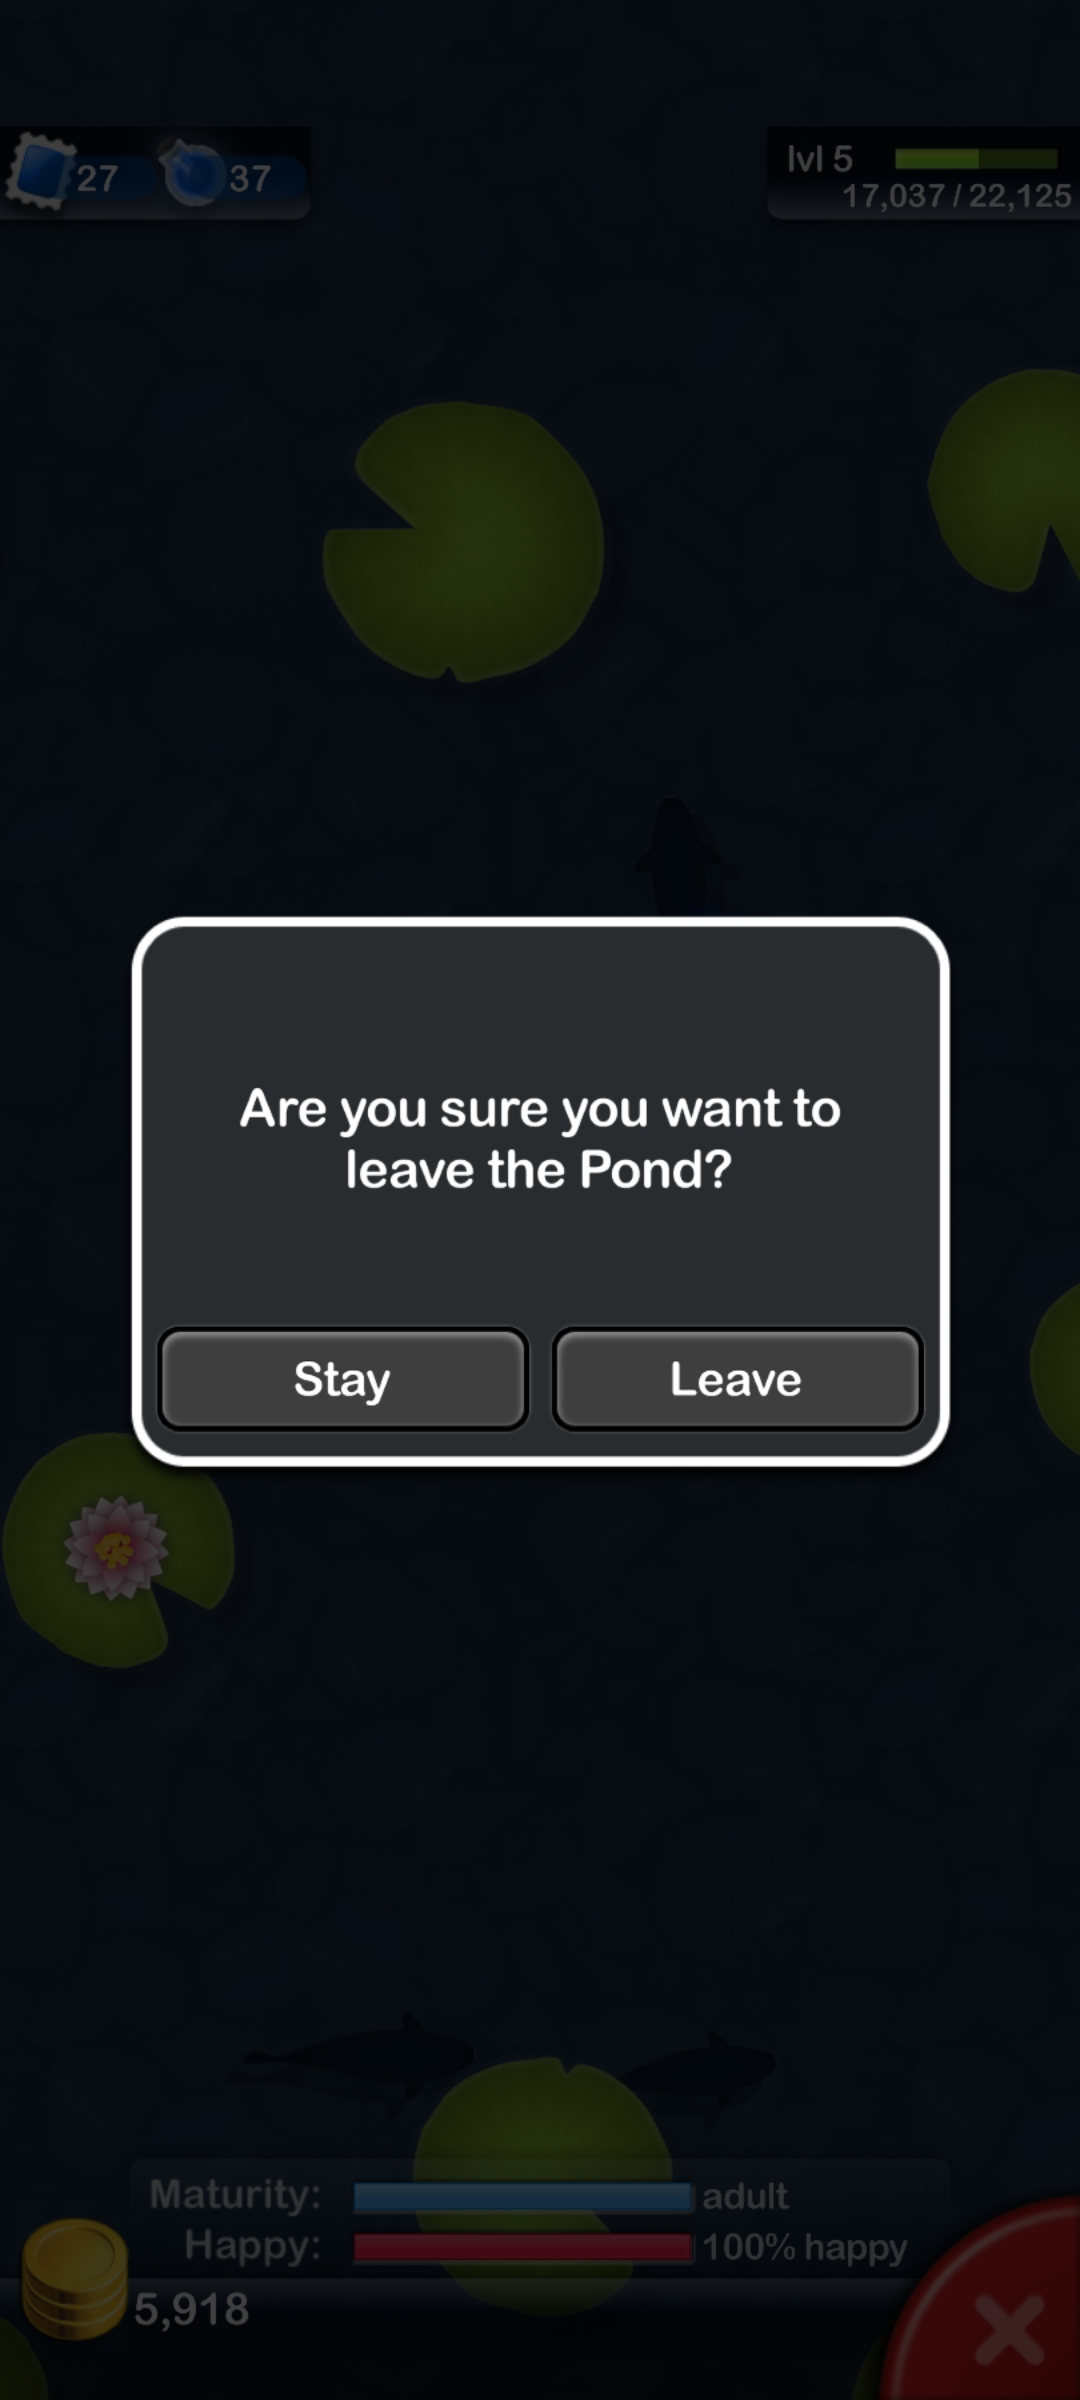 27
37
lvl 5
17,037 / 22,125
Are you sure you want to
leave the Pond?
Stay
Leave
Maturity:
adult
Happy:
100% happy
5,918